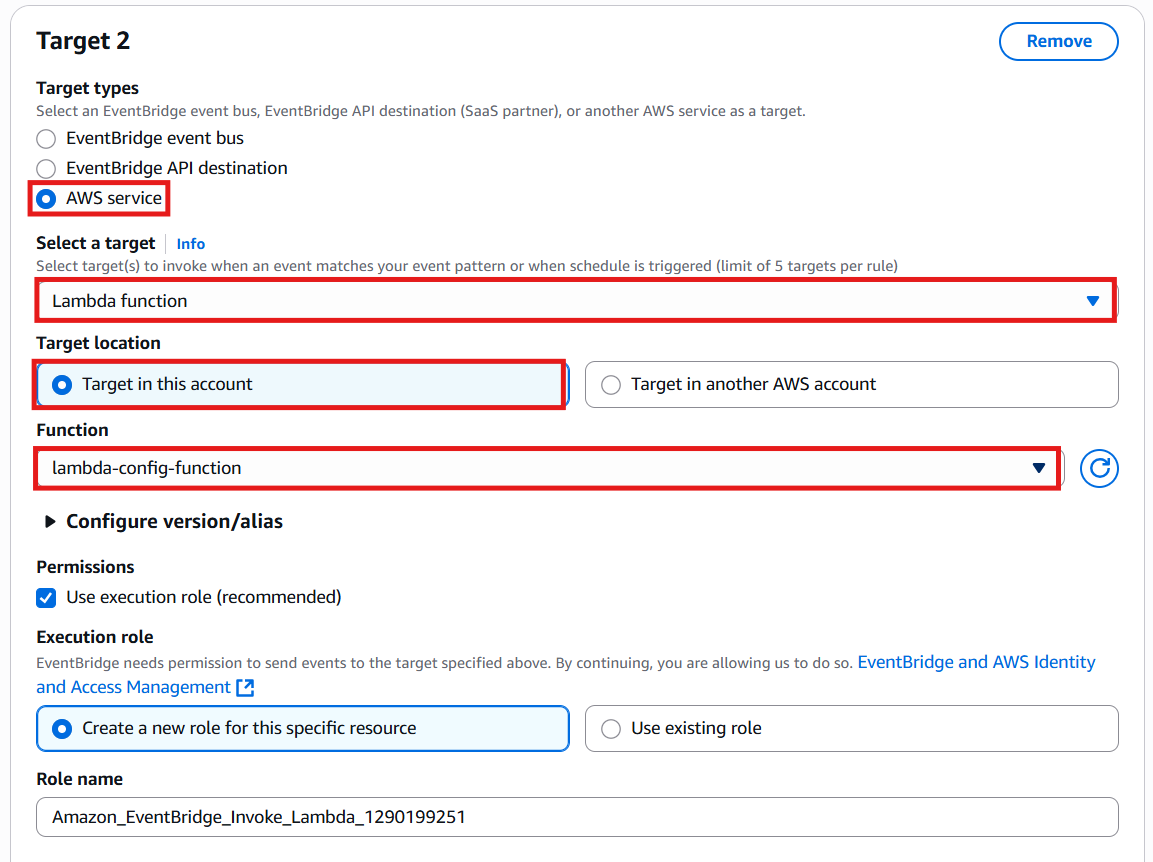 Target 2
Remove
Target types
Select an EventBridge event bus, EventBridge API destination (SaaS partner), or another AWS service as a target.
EventBridge event bus
EventBridge API destination
AWS service
Select a target
Info
Select target(s) to invoke when an event matches your event pattern or when schedule is triggered (limit of 5 targets per rule)
Lambda function
Target location
Target in this account
Target in another AWS account
Function
lambda-config-function
Configure version/alias
Permissions
Use execution role (recommended)
Execution role
EventBridge needs permission to send events to the target specified above. By continuing, you are allowing us to do so. EventBridge and AWS Identity
and Access Management
Create a new role for this specific resource
Use existing role
Role name
Amazon_EventBridge_Invoke_Lambda_1290199251